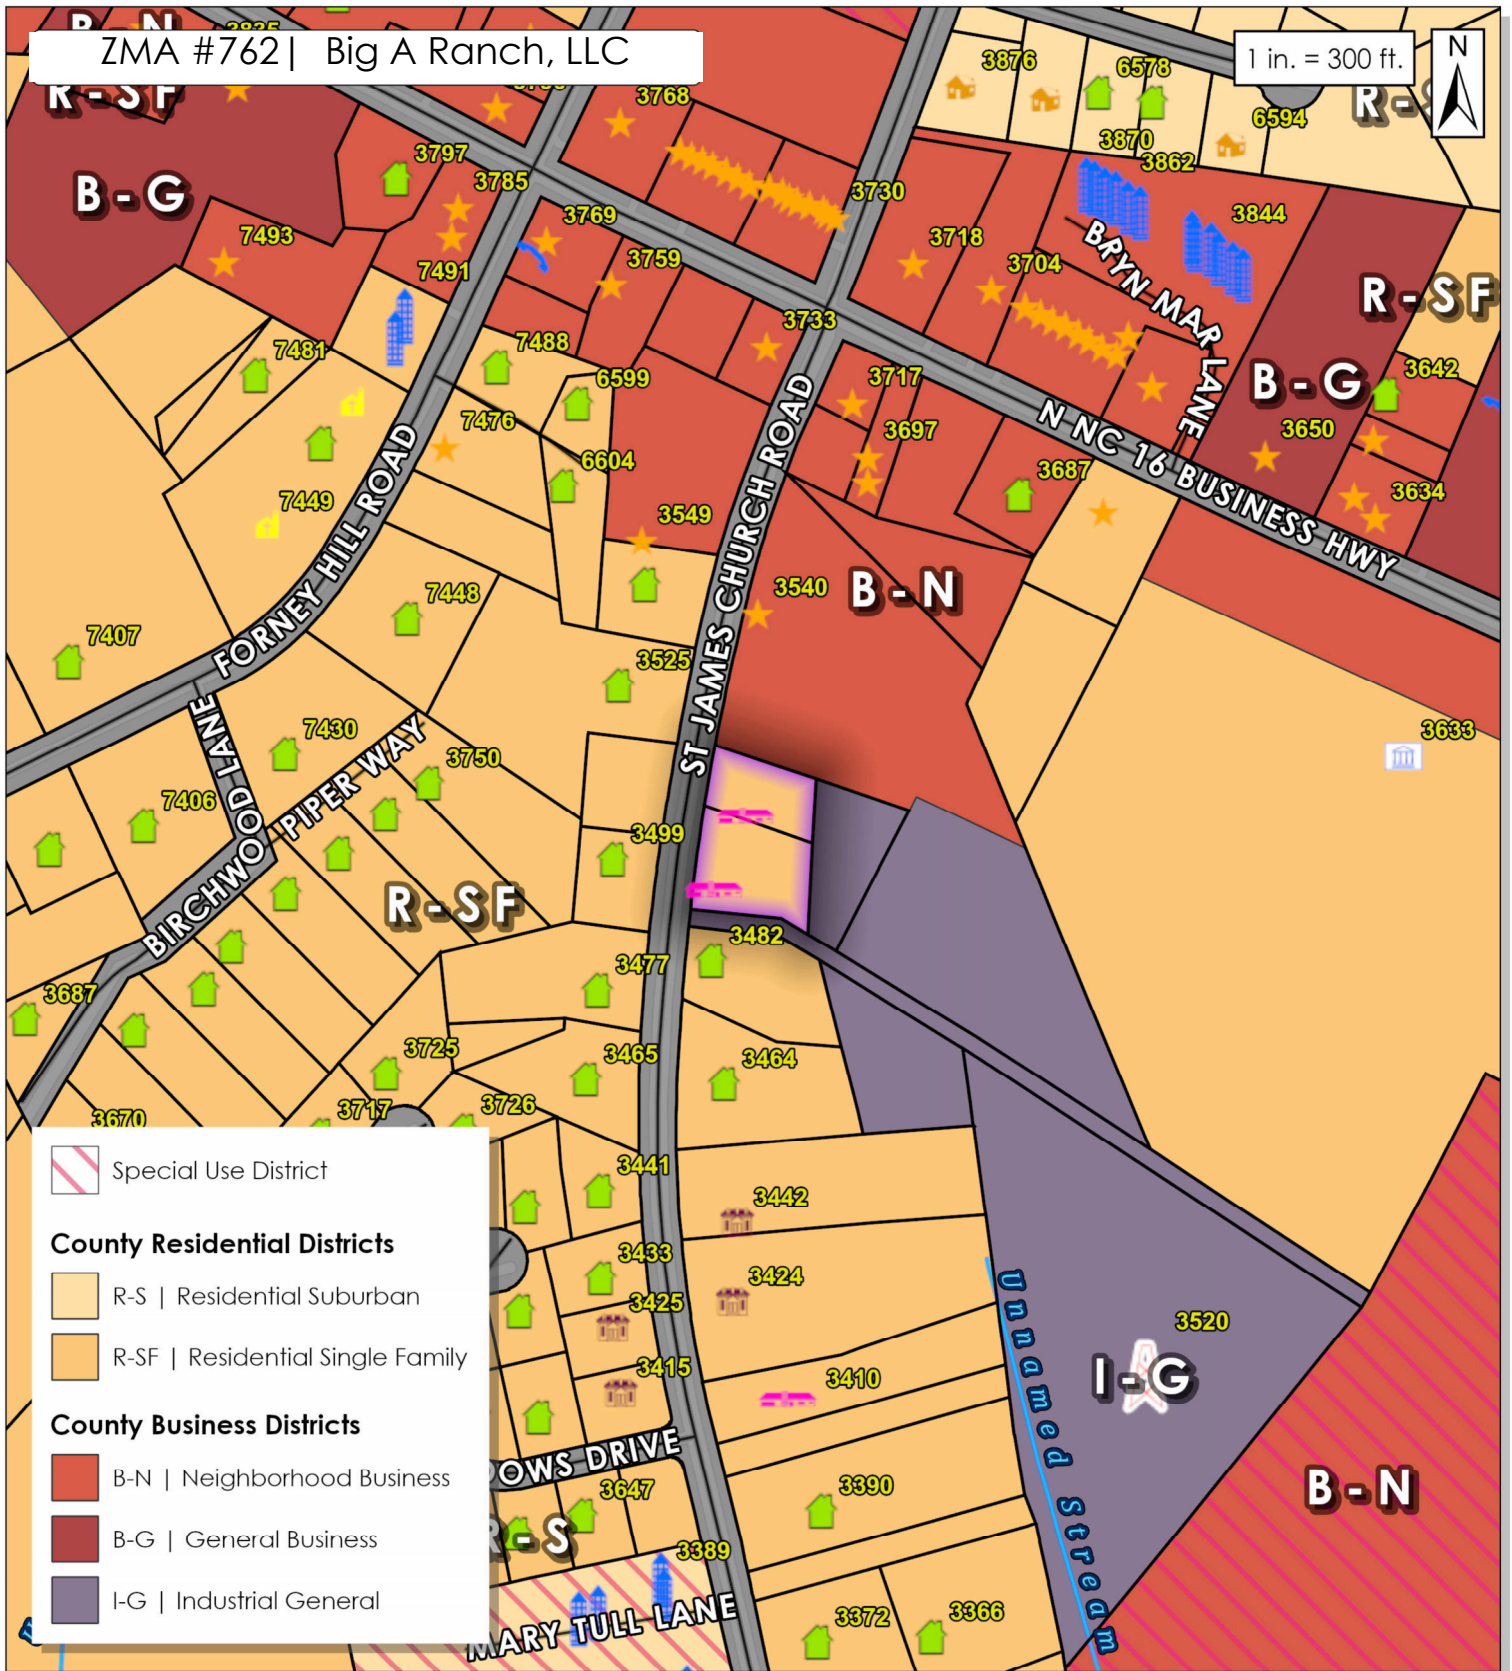 B - N
3835
ZMA #762| Big A Ranch, LLC
1 in. = 300 ft.
N
3876
6578
R - S F
3768
6594
3870
3862
3797
3785
B - G
3730
3769
3844
7493
3718
3759
3704
7491
BRYN MAR LANE
R - SF
3733
7481
7488
3642
6599
3717
B - G
7476
3697
N NC 16 BUSINESS HWY
3650
6604
3687
3634
7449
3549
FORNEY HILL ROAD
ST JAMES CHURCH ROAD
7448
3540
B - N
7407
3525
3633
7430
BIRCHWOOD LANE
PIPER WAY
3750
7406
3499
R - SF
3482
3477
3687
3725
3465
3464
3717
3726
3670
3441
3442
3433
3424
3425
3520
3415
3410
I - G
Unnamed Stream
OWS DRIVE
3390
3647
B - N
R - S
3389
MARY TULL LANE
3372
3366
Special Use District
County Residential Districts
R-S | Residential Suburban
R-SF | Residential Single Family
County Business Districts
B-N | Neighborhood Business
B-G | General Business
I-G | Industrial General